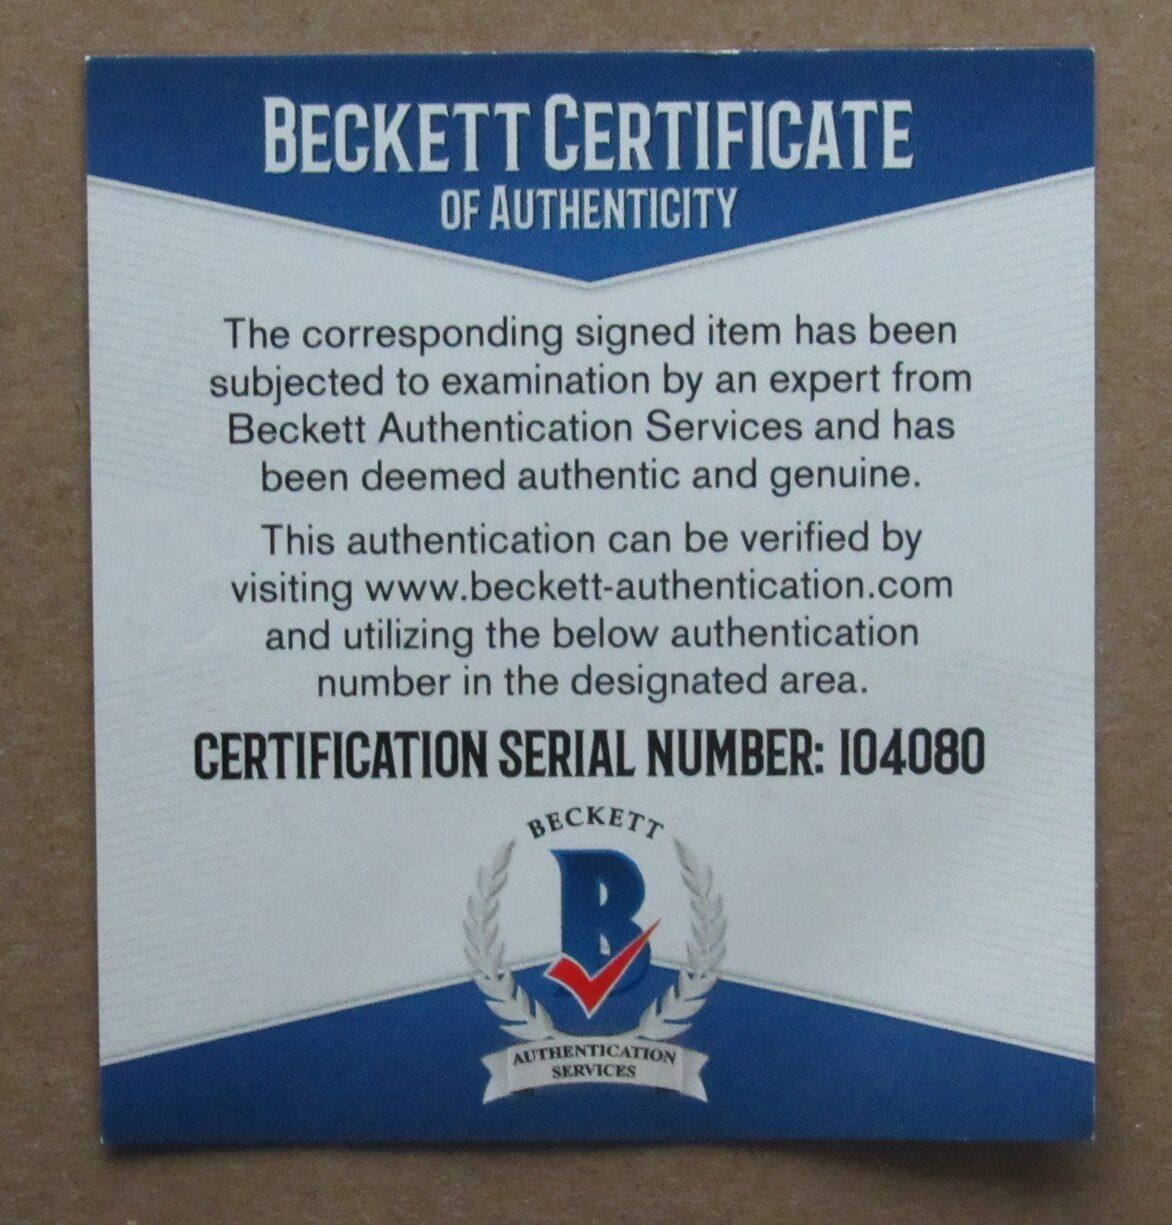 BECKETT CERTIFICATE
OF AUTHENTICITY
The corresponding signed item has been
subjected to examination by an expert from
Beckett Authentication Services and has
been deemed authentic and genuine.
This authentication can be verified by
visiting www.beckett-authentication.com
and utilizing the below authentication
number in the designated area.
CERTIFICATION SERIAL NUMBER: I04080
BECKETT
B
AUTHENTICATION
SERVICES